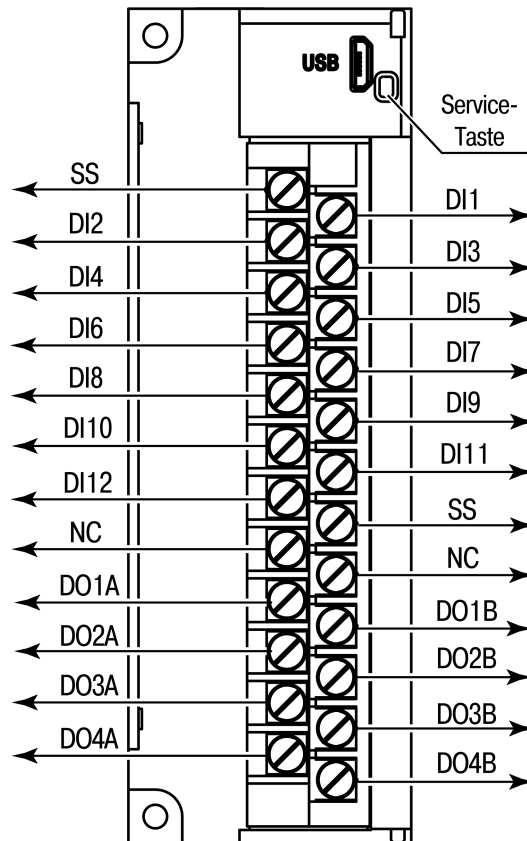 USB
Service-
Taste
SS
DI1
DI2
DI3
DI4
DI5
DI6
DI7
DI8
DI9
DI10
DI11
DI12
SS
NC
NC
DO1A
DO1B
DO2A
DO2B
DO3A
DO3B
DO4A
DO4B